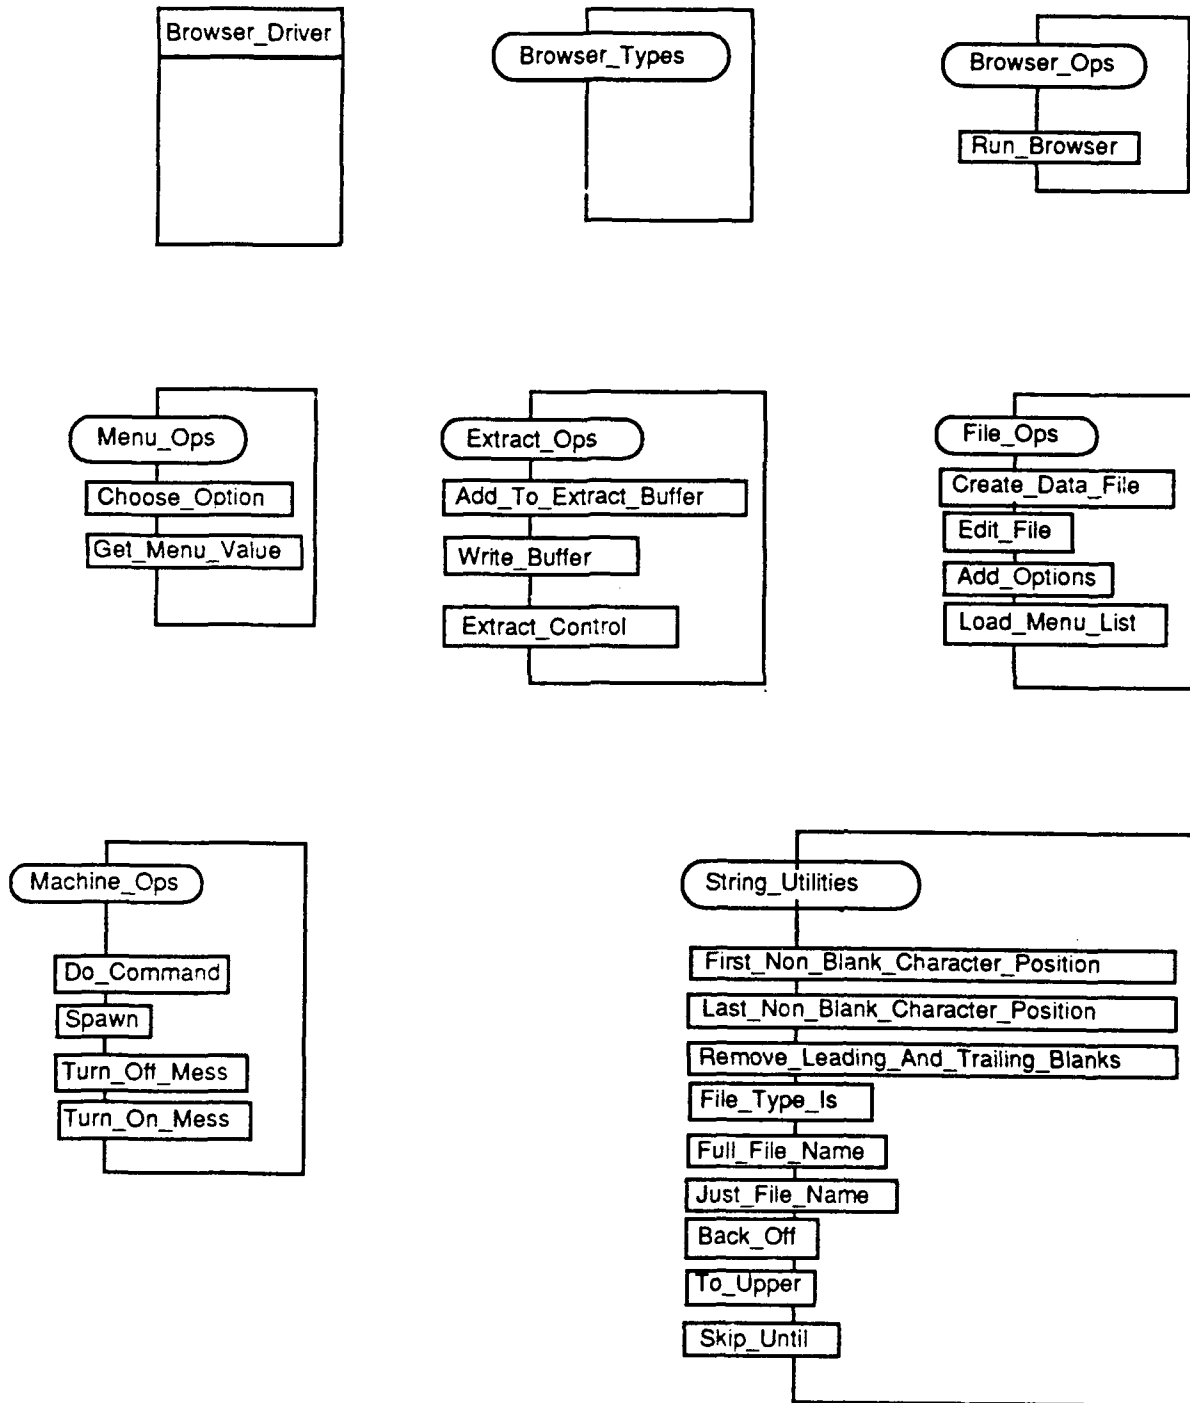 Browser_Driver
Browser_Types
Browser_Ops
Run_Browser
Menu_Ops
Choose_Option
Get_Menu_Value
Extract_Ops
Add_To_Extract_Buffer
Write_Buffer
Extract_Control
File_Ops
Create_Data_File
Edit_File
Add_Options
Load_Menu_List
Machine_Ops
Do_Command
Spawn
Turn_Off_Mess
Turn_On_Mess
String_Utilities
First_Non_Blank_Character_Position
Last_Non_Blank_Character_Position
Remove_Leading_And_Trailing_Blanks
File_Type_Is
Full_File_Name
Just_File_Name
Back_Off
To_Upper
Skip_Until